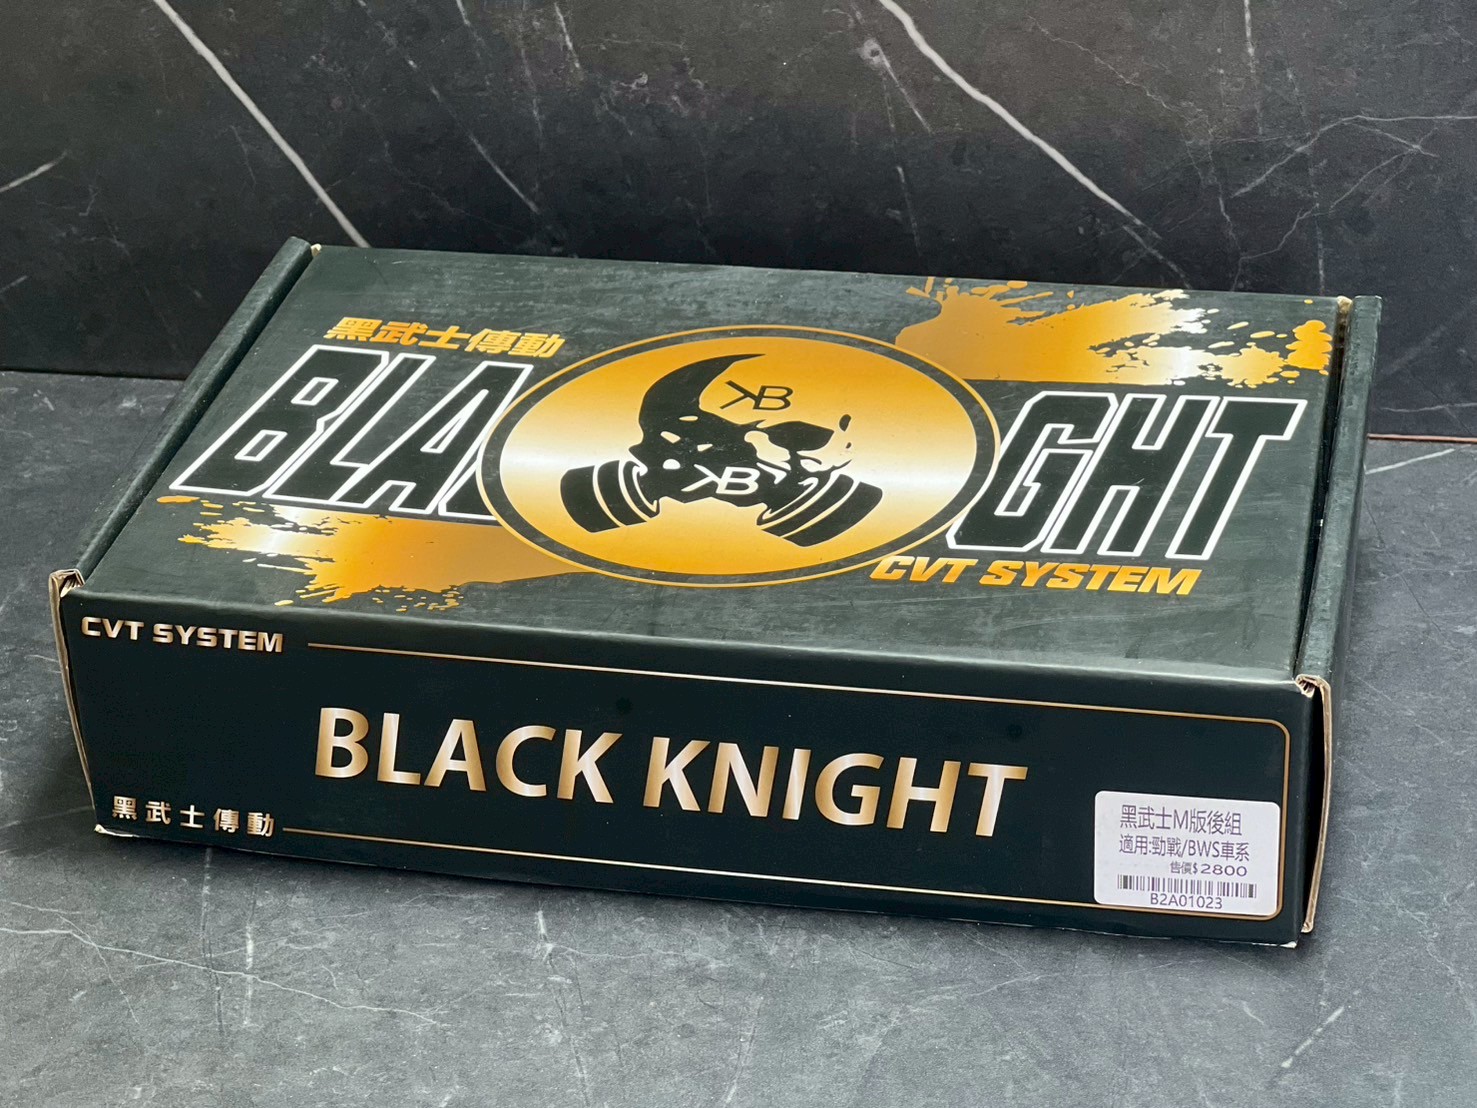 黑武士傳動
BLA GHT
KB
KB
CVT SYSTEM
CVT SYSTEM
BLACK KNIGHT
黑武士傳動
黑武士M版後組
適用:勁戰/BWS車系
售價$2800
B2A01023